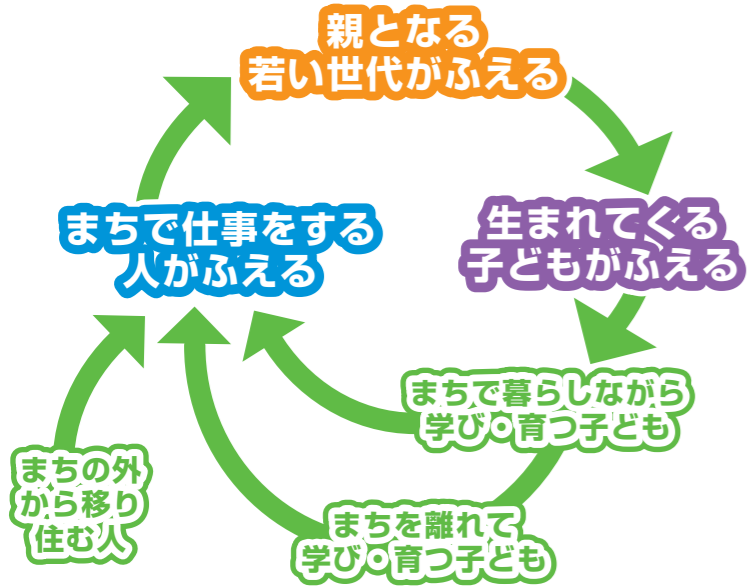 親となる
若い世代がふえる
まちで仕事をする
人がふえる
生まれてくる
子どもがふえる
まちで暮らしながら
学び・育つ子ども
まちの外
から移り
住む人
まちを離れて
学び・育つ子ども